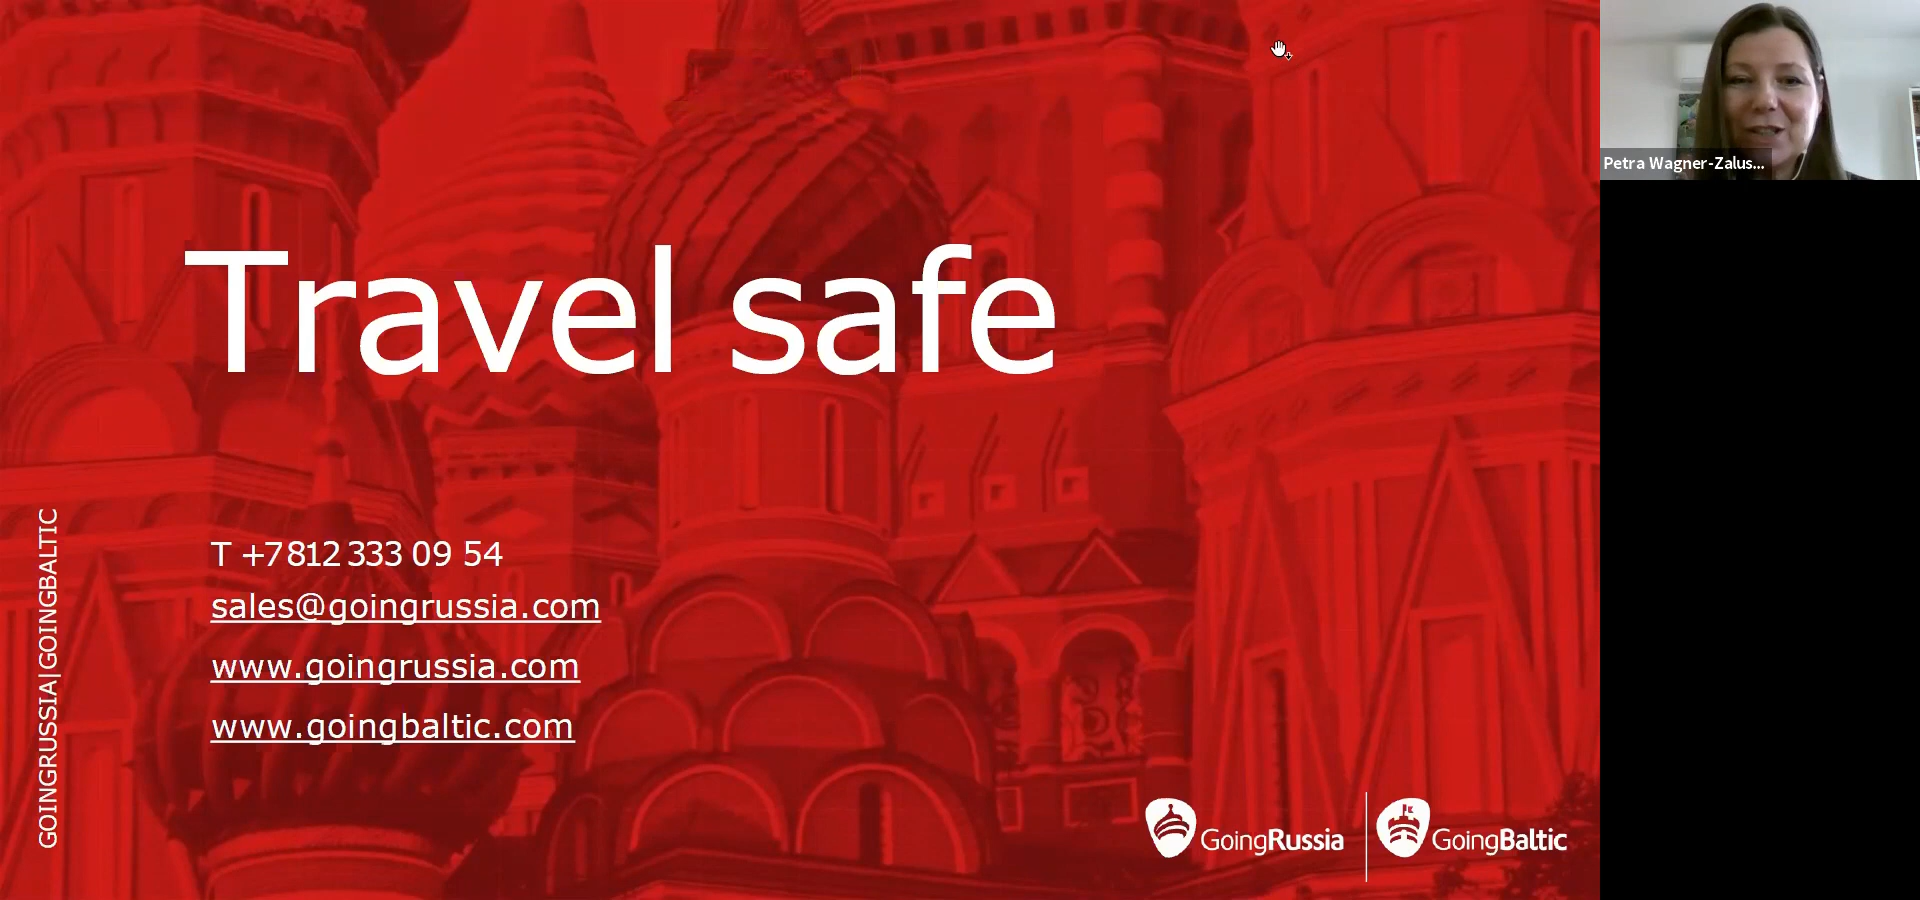 Travel safe
T +7812 333 09 54
sales@goingrussia.com
www.goingrussia.com
www.goingbaltic.com
GOINGRUSSIA|GOINGBALTIC
GoingRussia
GoingBaltic
Petra Wagner-Zalus...